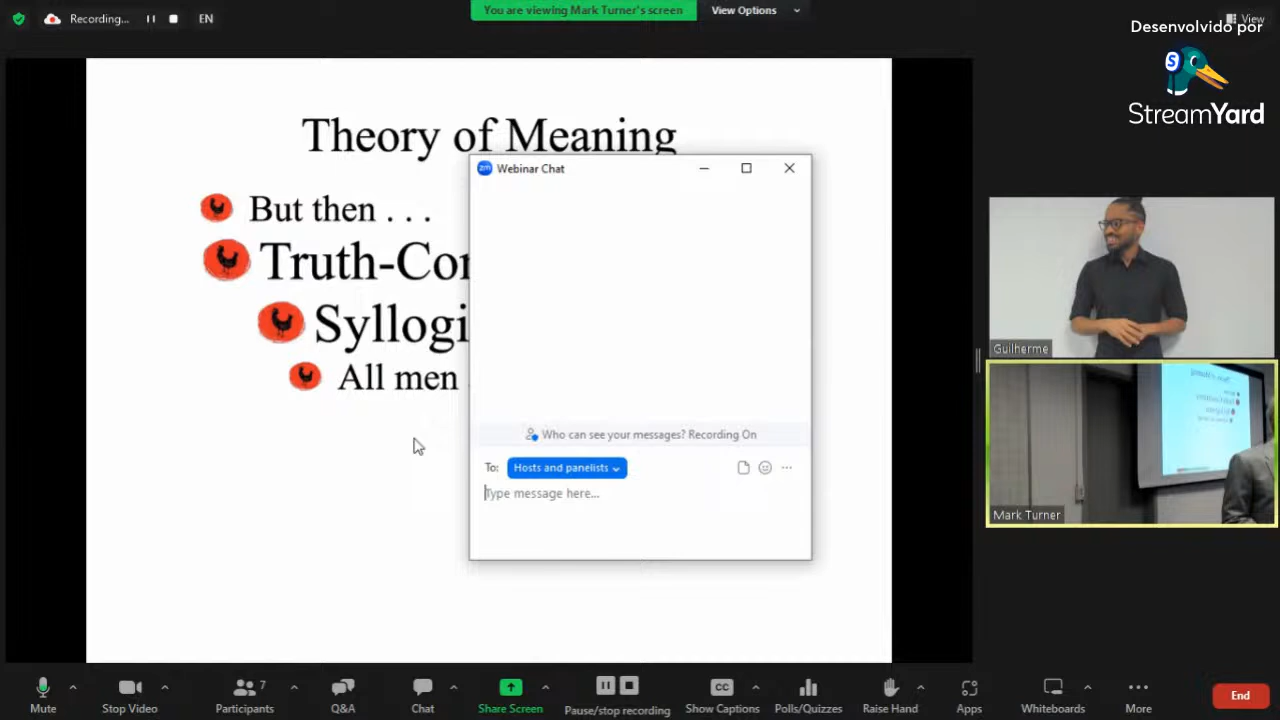 Recording...
EN
You are viewing Mark Turner's screen
View Options
View
Desenvolvido por
S
StreamYard
Theory of Meaning
But then . . .
Truth-Con
Syllogi
All men
zm Webinar Chat
Who can see your messages? Recording On
To: Hosts and panelists
Type message here...
Guilherme
Mark Turner
Mute
Stop Video
7
Participants
Q&A
Chat
Share Screen
Pause/stop recording
CC
Show Captions
Polls/Quizzes
Raise Hand
Apps
Whiteboards
More
End